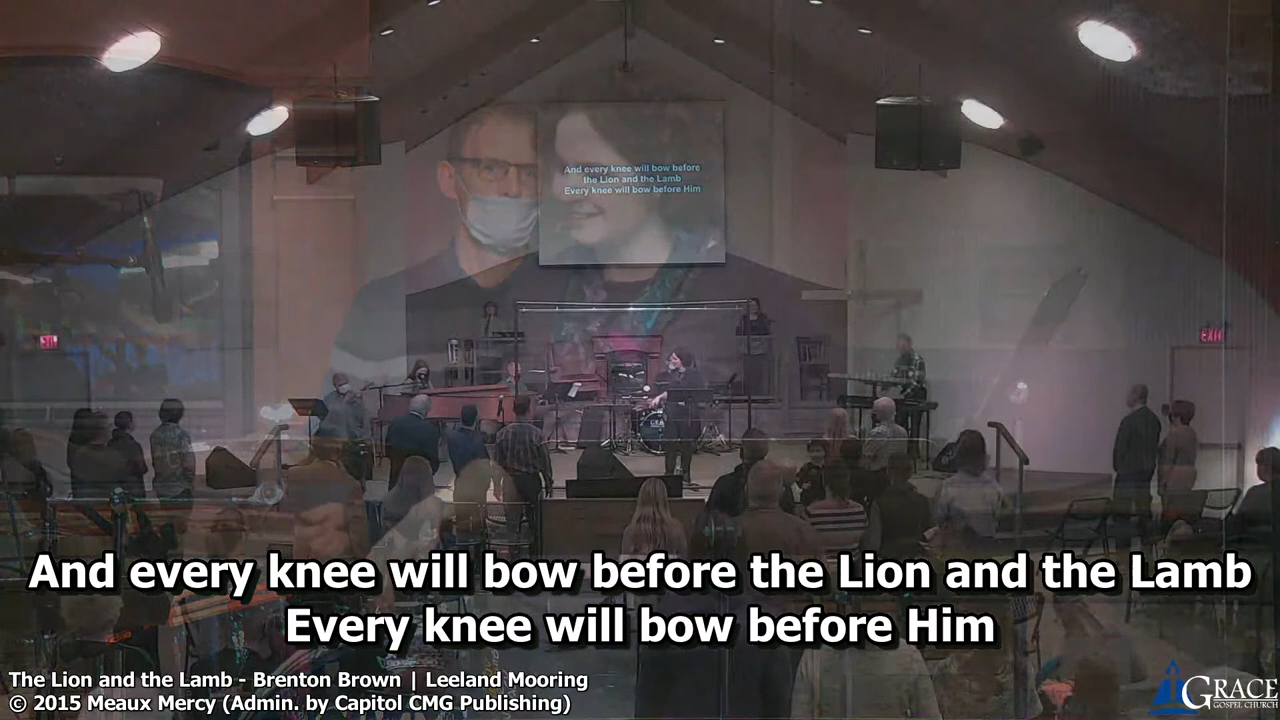 And every knee will bow before
the Lion and the Lamb
Every knee will bow before Him
EXIT
And every knee will bow before the Lion and the Lamb
Every knee will bow before Him
The Lion and the Lamb - Brenton Brown | Leeland Mooring
© 2015 Meaux Mercy (Admin. by Capitol CMG Publishing)
GRACE
GOSPEL CHURCH